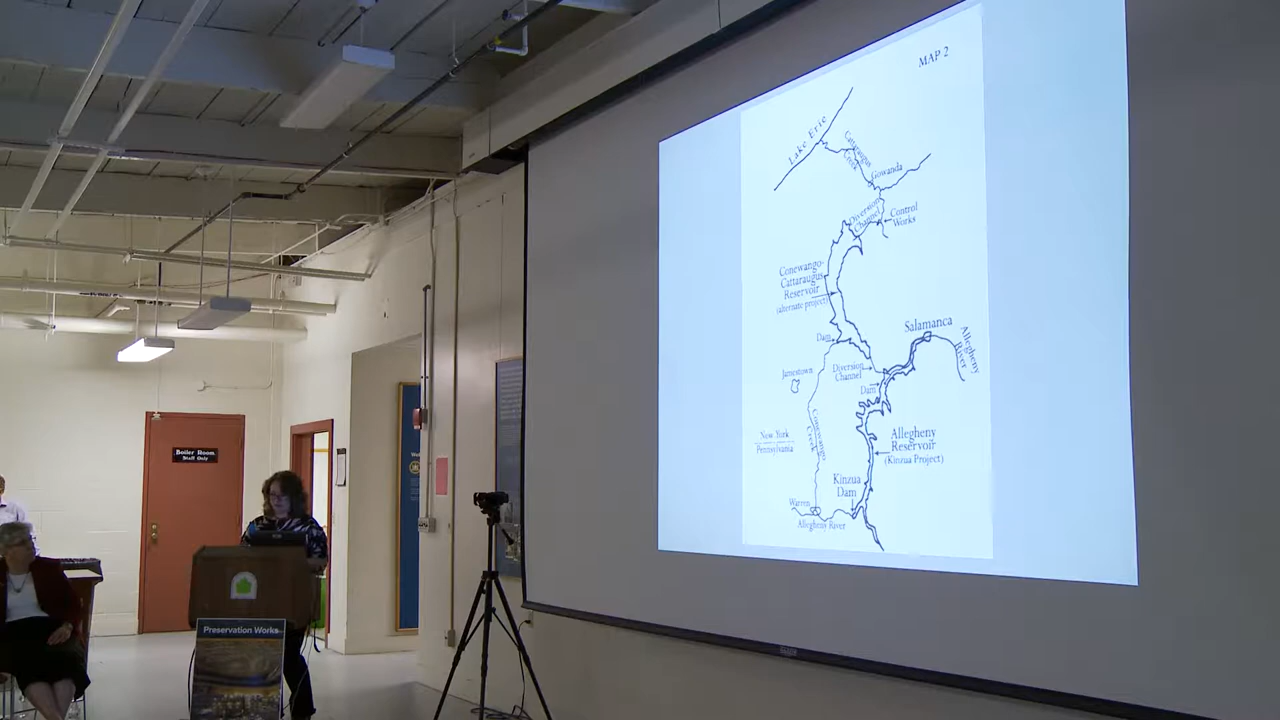 MAP 2
Lake Erie
Cattaraugus
Creek
Gowanda
Diversion
Channel
Control
Works
Conewango-
Cattaraugus
Reservoir
(alternate project)
Dam
Salamanca
Allegheny
River
Jamestown
Diversion
Channel
Dam
Conewango
Creek
New York
Pennsylvania
Allegheny
Reservoir
(Kinzua Project)
Kinzua
Dam
Warren
Allegheny River
Boiler Room
Staff Only
Preservation Works